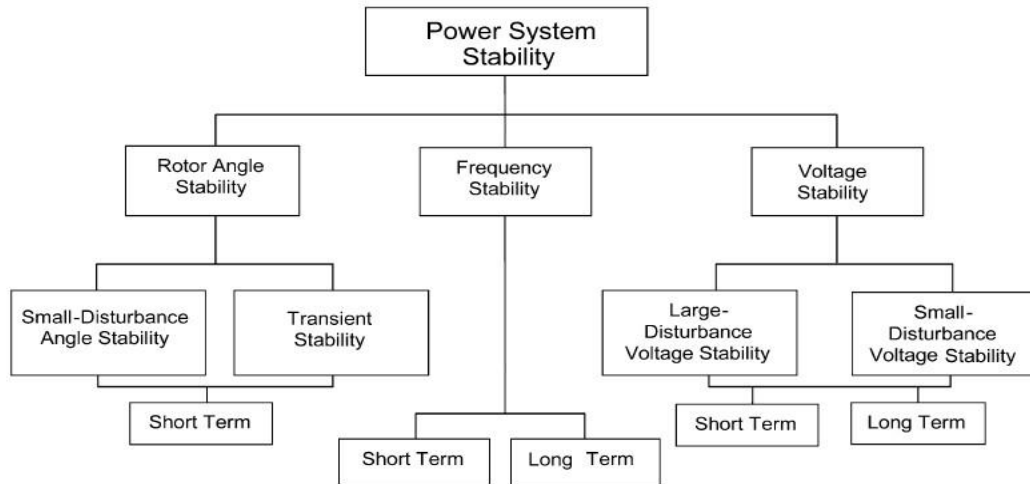 Power System
Stability
Rotor Angle
Stability
Frequency
Stability
Voltage
Stability
Small-Disturbance
Angle Stability
Transient
Stability
Large-
Disturbance
Voltage Stability
Small-
Disturbance
Voltage Stability
Short Term
Short Term
Long Term
Short Term
Long Term